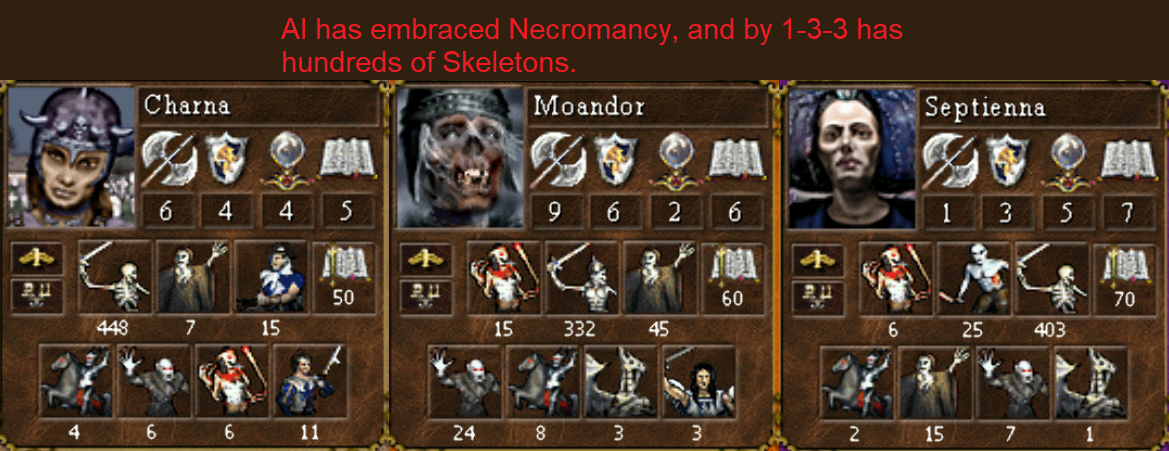 AI has embraced Necromancy, and by 1-3-3 has
hundreds of Skeletons.
Charna
6 4 4 5
50
448 7 15
4 6 6 11
Moandor
9 6 2 6
60
15 332 45
24 8 3 3
Septienna
1 3 5 7
70
6 25 403
2 15 7 1